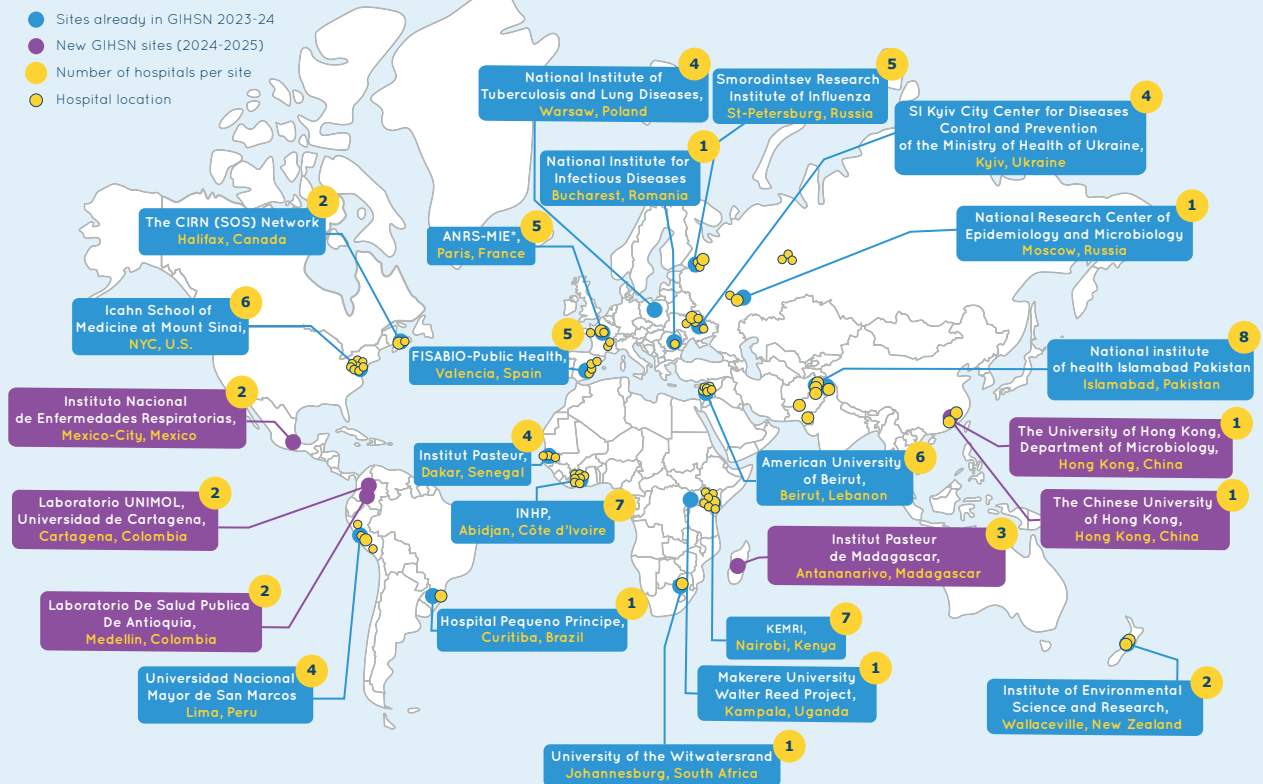 Sites already in GIHSN 2023-24
New GIHSN sites (2024-2025)
Number of hospitals per site
Hospital location
4
National Institute of
Tuberculosis and Lung Diseases,
Warsaw, Poland
5
Smorodintsev Research
Institute of Influenza
St-Petersburg, Russia
4
SI Kyiv City Center for Diseases
Control and Prevention
of the Ministry of Health of Ukraine,
Kyiv, Ukraine
1
National Institute for
Infectious Diseases
Bucharest, Romania
2
The CIRN (SOS) Network
Halifax, Canada
5
ANRS-MIE*,
Paris, France
1
National Research Center of
Epidemiology and Microbiology
Moscow, Russia
6
Icahn School of
Medicine at Mount Sinai,
NYC, U.S.
5
FISABIO-Public Health,
Valencia, Spain
8
National institute
of health Islamabad Pakistan
Islamabad, Pakistan
2
Instituto Nacional
de Enfermedades Respiratorias,
Mexico-City, Mexico
4
Institut Pasteur,
Dakar, Senegal
6
American University
of Beirut,
Beirut, Lebanon
1
The University of Hong Kong,
Department of Microbiology,
Hong Kong, China
2
Laboratorio UNIMOL,
Universidad de Cartagena,
Cartagena, Colombia
7
INHP,
Abidjan, Côte d'Ivoire
1
The Chinese University
of Hong Kong,
Hong Kong, China
3
Institut Pasteur
de Madagascar,
Antananarivo, Madagascar
2
Laboratorio De Salud Publica
De Antioquia,
Medellin, Colombia
1
Hospital Pequeno Principe,
Curitiba, Brazil
7
KEMRI,
Nairobi, Kenya
4
Universidad Nacional
Mayor de San Marcos
Lima, Peru
1
Makerere University
Walter Reed Project,
Kampala, Uganda
2
Institute of Environmental
Science and Research,
Wallaceville, New Zealand
1
University of the Witwatersrand
Johannesburg, South Africa